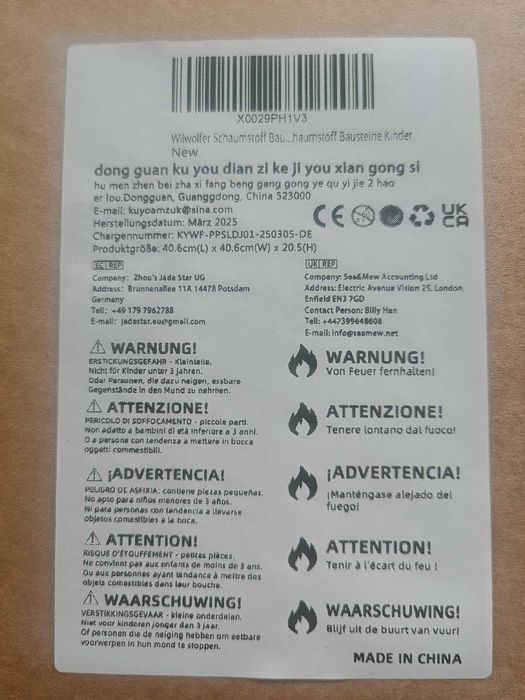 X0029PH1V3
Wilwolfer Schaumstoff Bau...haumstoff Bausteine Kinder
New
dong guan ku you dian zi ke ji you xian gong si
hu men zhen bei zha xi fang beng gang gong ye qu yi jie 2 hao
er lou.Dongguan, Guanggdong, China 523000
E-mail: kuyoamzuk@sina.com
Herstellungsdatum: März 2025
Chargennummer: KYWF-PPSLDJ01-250305-DE
Produktgröße: 40.6cm(L) x 40.6cm(W) x 20.5(H)
CE
UK
CA
EC REP
Company: Zhou's Jade Star UG
Address: Brunnenallee 11A 14478 Potsdam
Germany
Tell: +49 179 7962788
E-mail: jadestar.eu@gmail.com
UK REP
Company: Sea&Mew Accounting Ltd
Address: Electric Avenue Vision 25, London,
Enfield EN3 7GD
Contact Person: Billy Han
Tell: +447399648608
E-mail: info@seamew.net
WARNUNG!
ERSTICKUNGSGEFAHR - Kleinteile.
Nicht für Kinder unter 3 Jahren.
Oder Personen, die dazu neigen, essbare
Gegenstände in den Mund zu nehmen.
WARNUNG!
Von Feuer fernhalten!
ATTENZIONE!
PERICOLO DI SOFFOCAMENTO - piccole parti.
Non adatto a bambini di età inferiore a 3 anni.
O a persone con tendenza a mettere in bocca
oggetti commestibili.
ATTENZIONE!
Tenere lontano dal fuoco!
¡ADVERTENCIA!
PELIGRO DE ASFIXIA: contiene piezas pequeñas.
No apto para niños menores de 3 años.
Ni para personas con tendencia a llevarse
objetos comestibles a la boca.
¡ADVERTENCIA!
¡Manténgase alejado del
fuego!
ATTENTION!
RISQUE D'ÉTOUFFEMENT - petites pièces.
Ne convient pas aux enfants de moins de 3 ans.
Ou aux personnes ayant tendance à mettre des
objets comestibles dans leur bouche.
ATTENTION!
Tenir à l'écart du feu !
WAARSCHUWING!
VERSTIKKINGSGEVAAR - kleine onderdelen.
Niet voor kinderen jonger dan 3 jaar.
Of personen die de neiging hebben om eetbare
voorwerpen in hun mond te stoppen.
WAARSCHUWING!
Blijf uit de buurt van vuur!
MADE IN CHINA